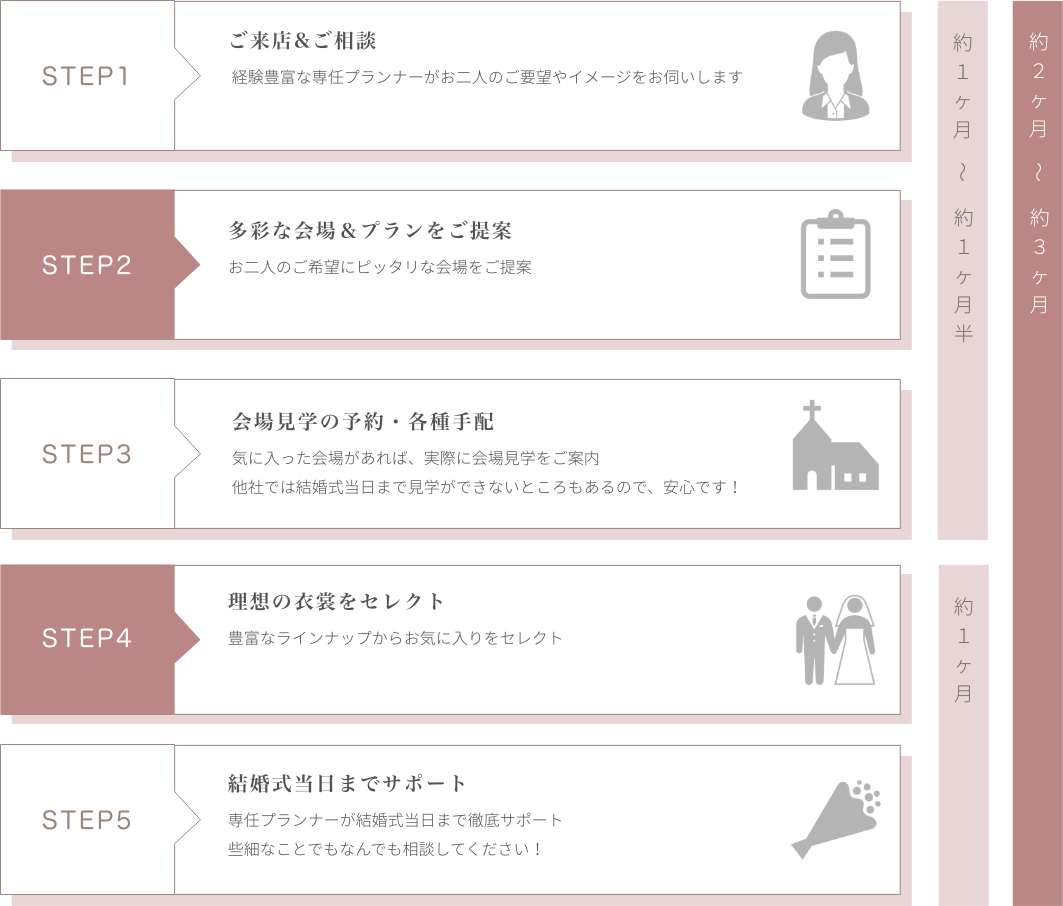 STEP1
ご来店&ご相談
経験豊富な専任プランナーがお二人のご要望やイメージをお伺いします
STEP2
多彩な会場&プランをご提案
お二人のご希望にピッタリな会場をご提案
STEP3
会場見学の予約・各種手配
気に入った会場があれば、実際に会場見学をご案内
他社では結婚式当日まで見学ができないところもあるので、安心です！
STEP4
理想の衣裳をセレクト
豊富なラインナップからお気に入りをセレクト
STEP5
結婚式当日までサポート
専任プランナーが結婚式当日まで徹底サポート
些細なことでもなんでも相談してください！
約1ヶ月〜約1ヶ月半
約1ヶ月
約2ヶ月〜約3ヶ月